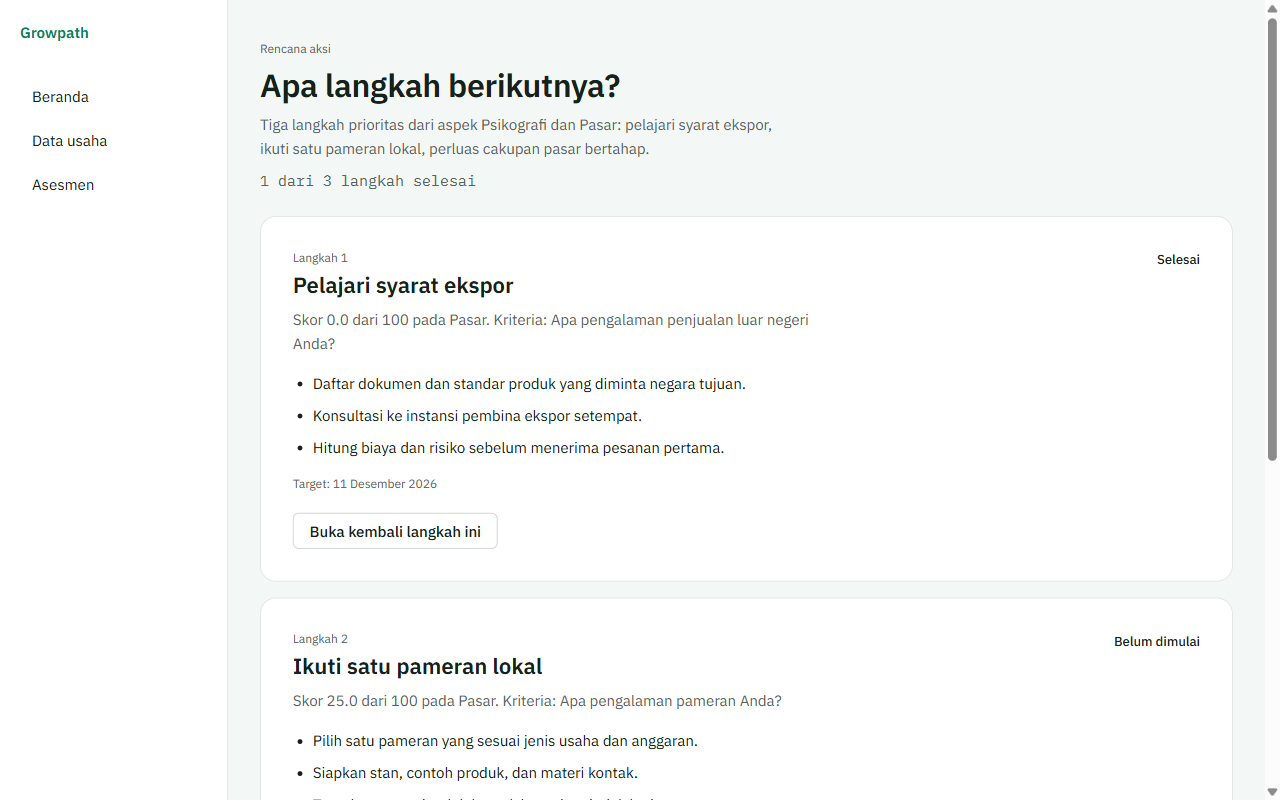 Growpath
Beranda
Data usaha
Asesmen
Rencana aksi
Apa langkah berikutnya?
Tiga langkah prioritas dari aspek Psikografi dan Pasar: pelajari syarat ekspor,
ikuti satu pameran lokal, perluas cakupan pasar bertahap.
1 dari 3 langkah selesai
Langkah 1
Selesai
Pelajari syarat ekspor
Skor 0.0 dari 100 pada Pasar. Kriteria: Apa pengalaman penjualan luar negeri
Anda?
• Daftar dokumen dan standar produk yang diminta negara tujuan.
• Konsultasi ke instansi pembina ekspor setempat.
• Hitung biaya dan risiko sebelum menerima pesanan pertama.
Target: 11 Desember 2026
Buka kembali langkah ini
Langkah 2
Belum dimulai
Ikuti satu pameran lokal
Skor 25.0 dari 100 pada Pasar. Kriteria: Apa pengalaman pameran Anda?
• Pilih satu pameran yang sesuai jenis usaha dan anggaran.
• Siapkan stan, contoh produk, dan materi kontak.